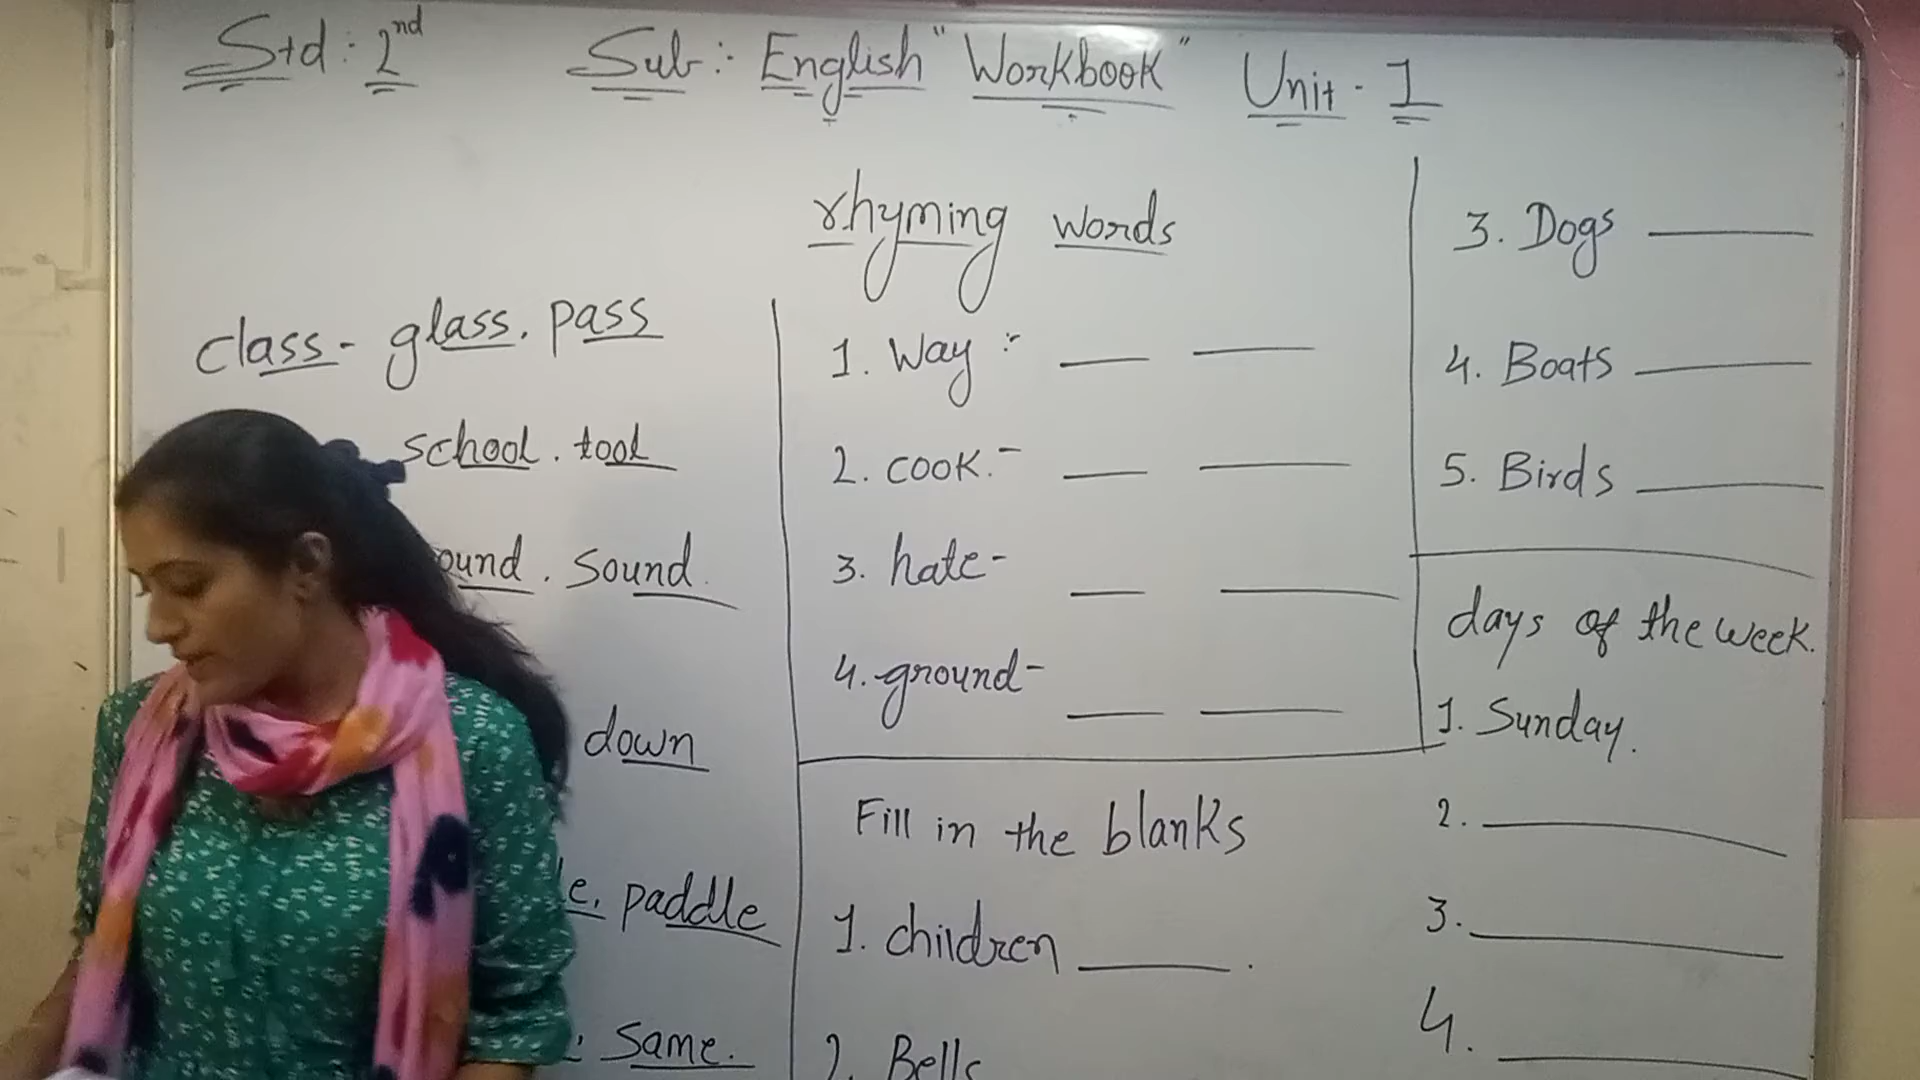 Std : 2nd Sub :- English "Workbook" Unit - 1
class - glass. pass
school. tool
ound. sound.
down
e. paddle
: same.
rhyming words
1. way :- ___ ___
2. cook. - ___ ___
3. hate - ___ ___
4. ground - ___ ___
Fill in the blanks
1. children ___.
2. Bells
3. Dogs ___
4. Boats ___
5. Birds ___
days of the week.
1. Sunday.
2. ___
3. ___
4. ___